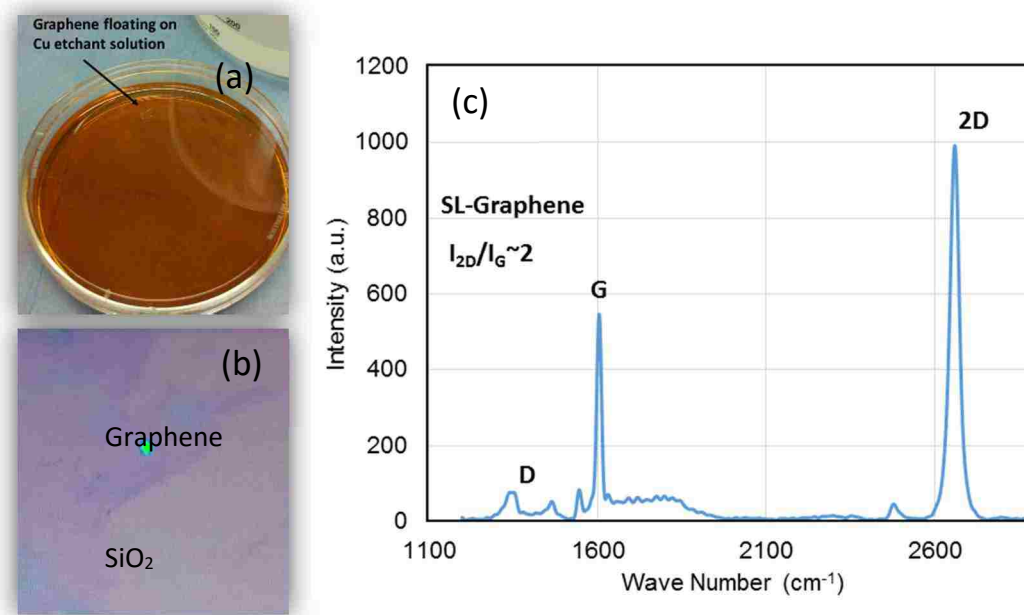 Graphene floating on
Cu etchant solution
(a)
(b)
Graphene
SiO₂
(c)
1200
1000
800
600
400
200
0
Intensity (a.u.)
SL-Graphene
I₂D/I_G~2
D
G
2D
1100 1600 2100 2600
Wave Number (cm⁻¹)